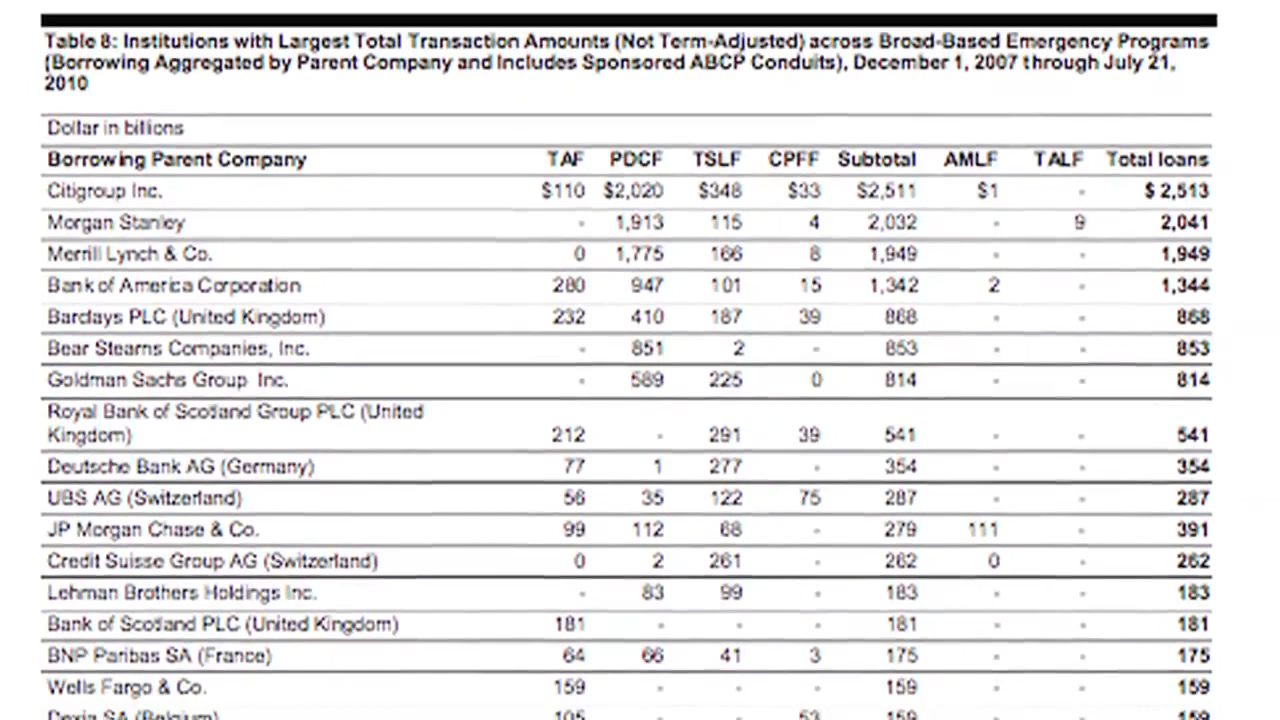 Table 8: Institutions with Largest Total Transaction Amounts (Not Term-Adjusted) across Broad-Based Emergency Programs
(Borrowing Aggregated by Parent Company and Includes Sponsored ABCP Conduits), December 1, 2007 through July 21,
2010
Dollar in billions
Borrowing Parent Company TAF PDCF TSLF CPFF Subtotal AMLF TALF Total loans
Citigroup Inc. $110 $2,020 $348 $33 $2,511 $1 - $ 2,513
Morgan Stanley - 1,913 115 4 2,032 - 9 2,041
Merrill Lynch & Co. 0 1,775 166 8 1,949 - - 1,949
Bank of America Corporation 280 947 101 15 1,342 2 - 1,344
Barclays PLC (United Kingdom) 232 410 187 39 868 - - 868
Bear Stearns Companies, Inc. - 851 2 - 853 - - 853
Goldman Sachs Group Inc. - 589 225 0 814 - - 814
Royal Bank of Scotland Group PLC (United
Kingdom) 212 - 291 39 541 - - 541
Deutsche Bank AG (Germany) 77 1 277 - 354 - - 354
UBS AG (Switzerland) 56 35 122 75 287 - - 287
JP Morgan Chase & Co. 99 112 68 - 279 111 - 391
Credit Suisse Group AG (Switzerland) 0 2 261 - 262 0 - 262
Lehman Brothers Holdings Inc. - 83 99 - 183 - - 183
Bank of Scotland PLC (United Kingdom) 181 - - - 181 - - 181
BNP Paribas SA (France) 64 66 41 3 175 - - 175
Wells Fargo & Co. 159 - - - 159 - - 159
Dexia SA (Belgium) 105 - - 53 159 - - 159